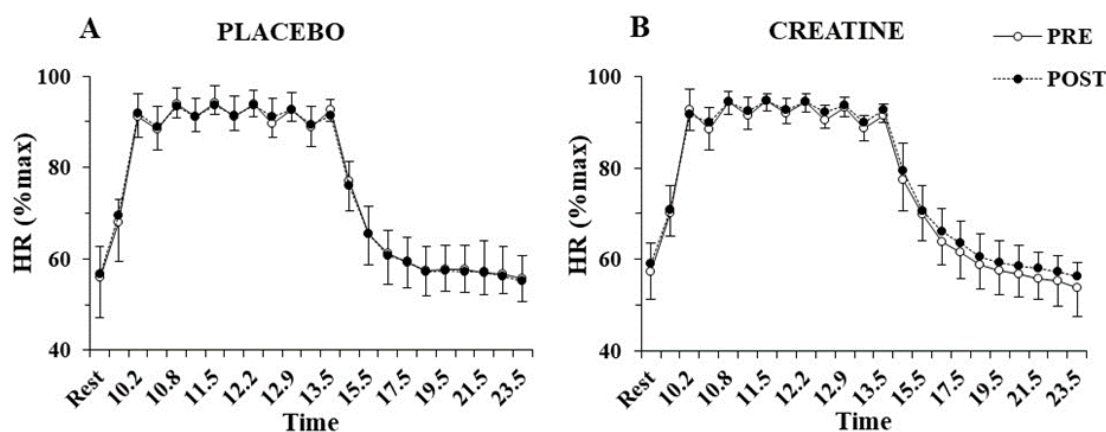 A PLACEBO
HR (%max)
100
80
60
40
Rest 10.2 10.8 11.5 12.2 12.9 13.5 15.5 17.5 19.5 21.5 23.5
Time
B CREATINE
PRE
POST
HR (%max)
100
80
60
40
Rest 10.2 10.8 11.5 12.2 12.9 13.5 15.5 17.5 19.5 21.5 23.5
Time